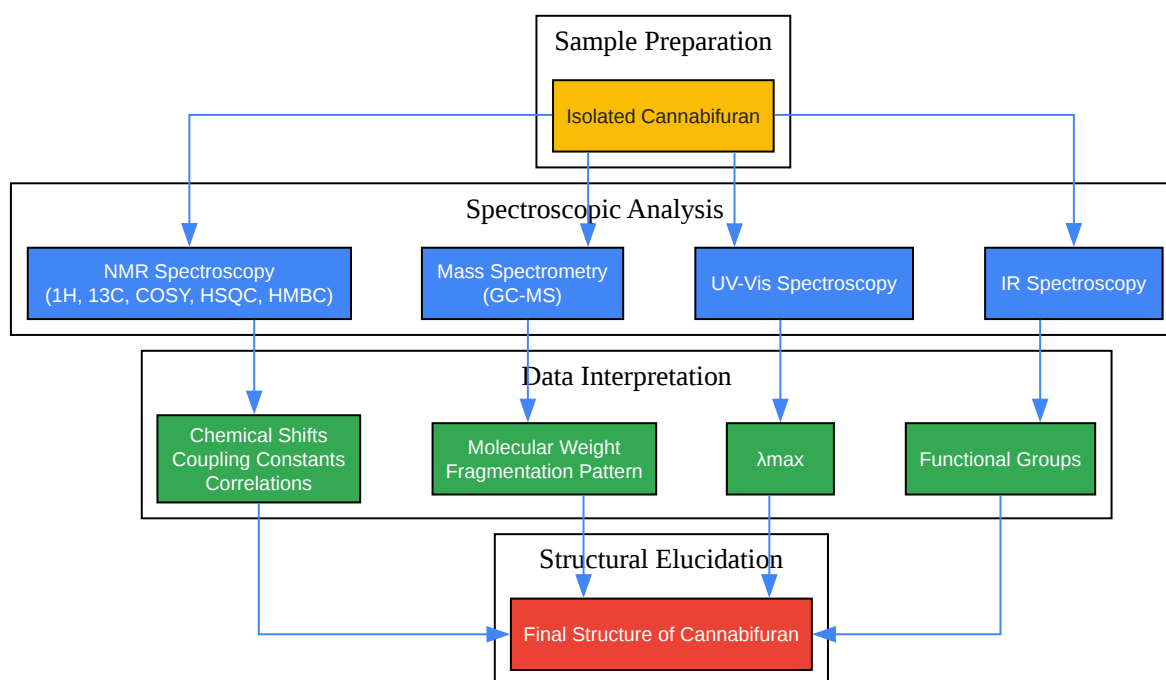 Sample Preparation
Isolated Cannabifuran
Spectroscopic Analysis
NMR Spectroscopy
(1H, 13C, COSY, HSQC, HMBC)
Mass Spectrometry
(GC-MS)
UV-Vis Spectroscopy
IR Spectroscopy
Data Interpretation
Chemical Shifts
Coupling Constants
Correlations
Molecular Weight
Fragmentation Pattern
λmax
Functional Groups
Structural Elucidation
Final Structure of Cannabifuran